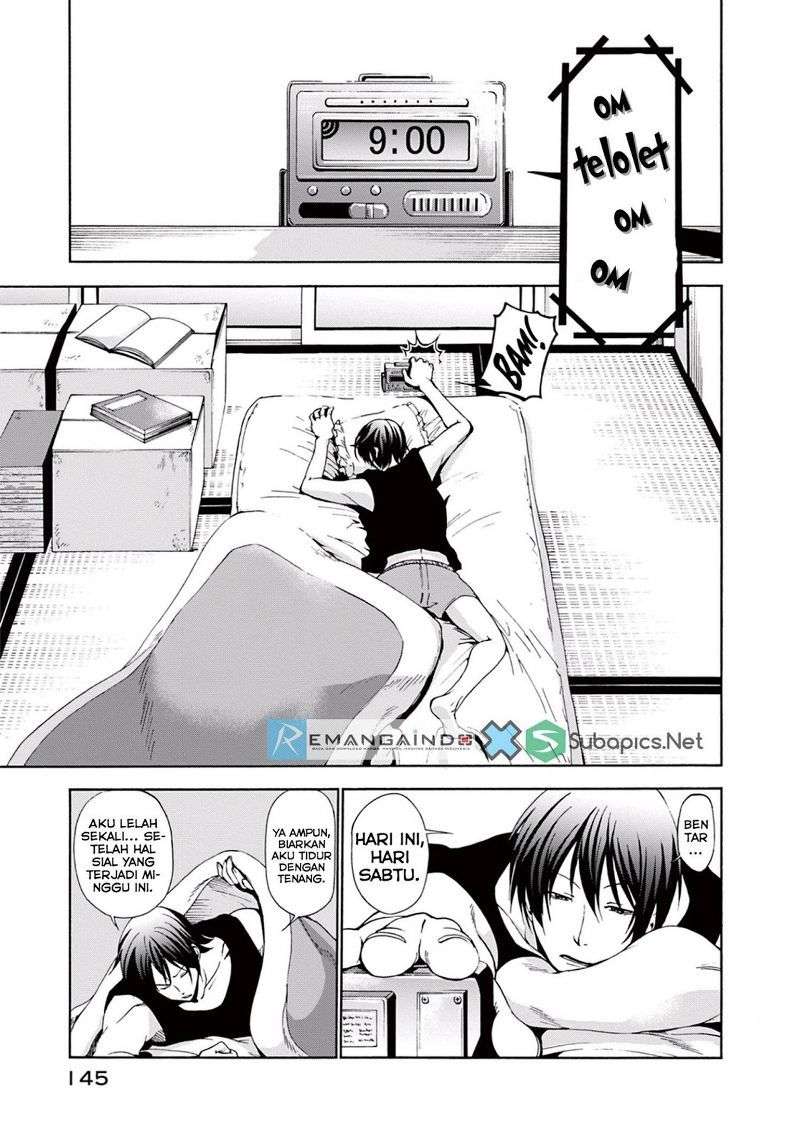 OM
telolet
OM
OM
9:00
BAM!
REMANGAINDO
Subapics.Net
BEN
TAR
...
HARI INI,
HARI
SABTU.
YA AMPUN,
BIARKAN
AKU TIDUR
DENGAN
TENANG.
AKU LELAH
SEKALI... SE-
TELAH HAL
SIAL YANG
TERJADI MI-
NGGU INI.
145